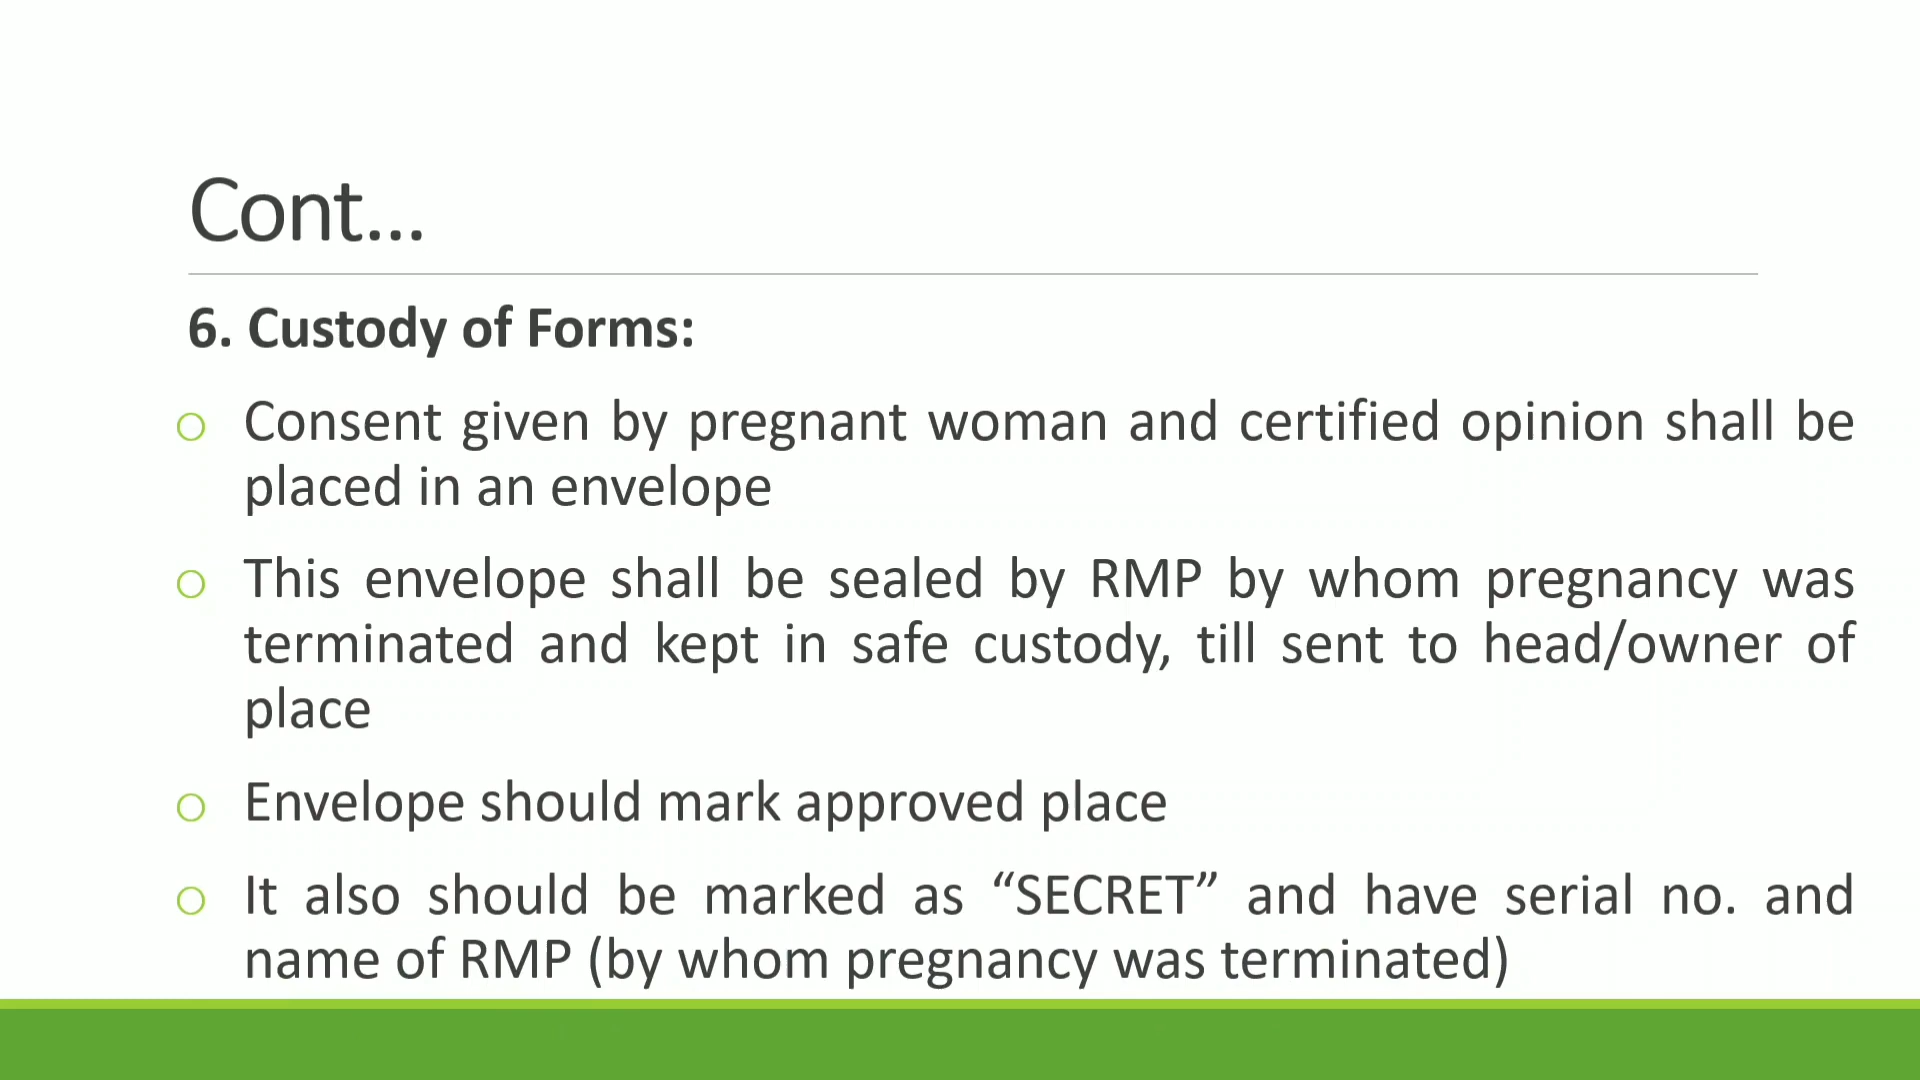 Cont...
6. Custody of Forms:
o Consent given by pregnant woman and certified opinion shall be
placed in an envelope
o This envelope shall be sealed by RMP by whom pregnancy was
terminated and kept in safe custody, till sent to head/owner of
place
o Envelope should mark approved place
o It also should be marked as “SECRET” and have serial no. and
name of RMP (by whom pregnancy was terminated)